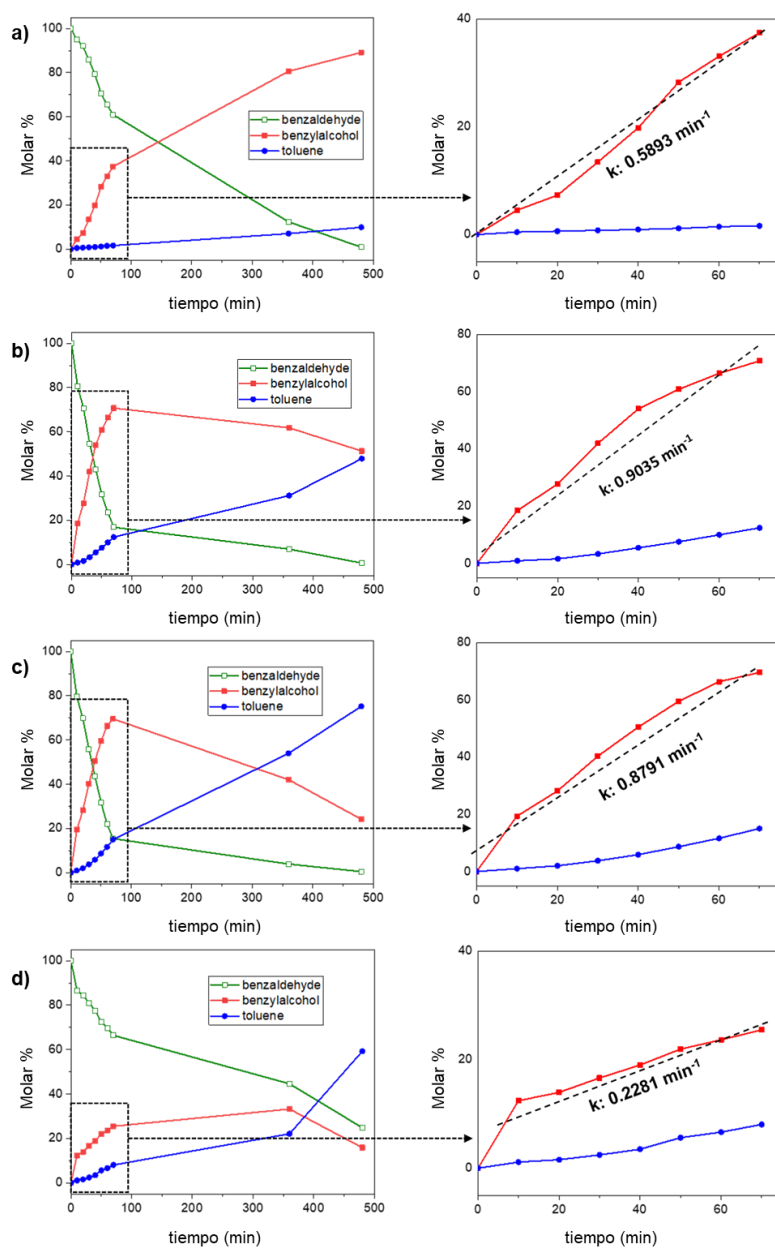 a)
100
80
60
40
20
0
Molar %
benzaldehyde
benzylalcohol
toluene
0 100 200 300 400 500
tiempo (min)
40
20
0
Molar %
k: 0.5893 min⁻¹
0 20 40 60
tiempo (min)
b)
100
80
60
40
20
0
Molar %
benzaldehyde
benzylalcohol
toluene
0 100 200 300 400 500
tiempo (min)
80
60
40
20
0
Molar %
k: 0.9035 min⁻¹
0 20 40 60
tiempo (min)
c)
100
80
60
40
20
0
Molar %
benzaldehyde
benzylalcohol
toluene
0 100 200 300 400 500
tiempo (min)
80
60
40
20
0
Molar %
k: 0.8791 min⁻¹
0 20 40 60
tiempo (min)
d)
100
80
60
40
20
0
Molar %
benzaldehyde
benzylalcohol
toluene
0 100 200 300 400 500
tiempo (min)
40
20
0
Molar %
k: 0.2281 min⁻¹
0 20 40 60
tiempo (min)